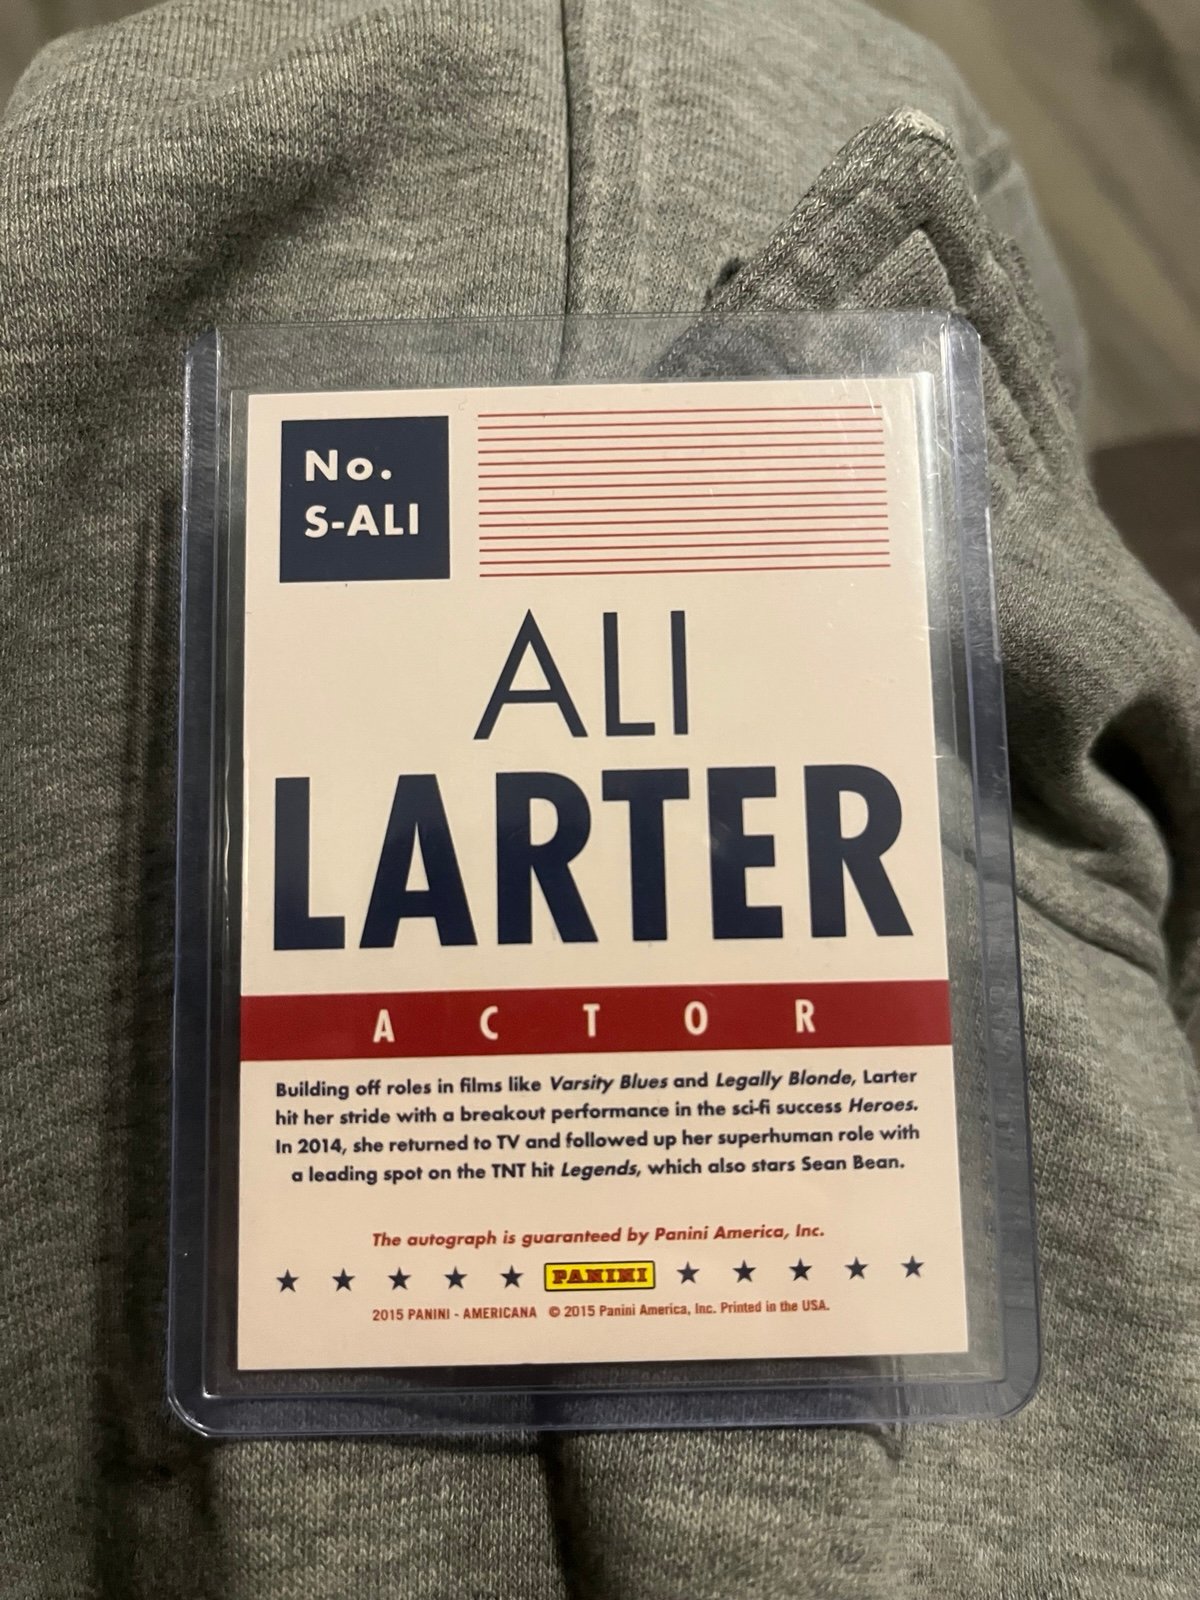 No.
S-ALI
ALI
LARTER
ACTOR
Building off roles in films like Varsity Blues and Legally Blonde, Larter
hit her stride with a breakout performance in the sci-fi success Heroes.
In 2014, she returned to TV and followed up her superhuman role with
a leading spot on the TNT hit Legends, which also stars Sean Bean.
The autograph is guaranteed by Panini America, Inc.
PANINI
2015 PANINI - AMERICANA © 2015 Panini America, Inc. Printed in the USA.